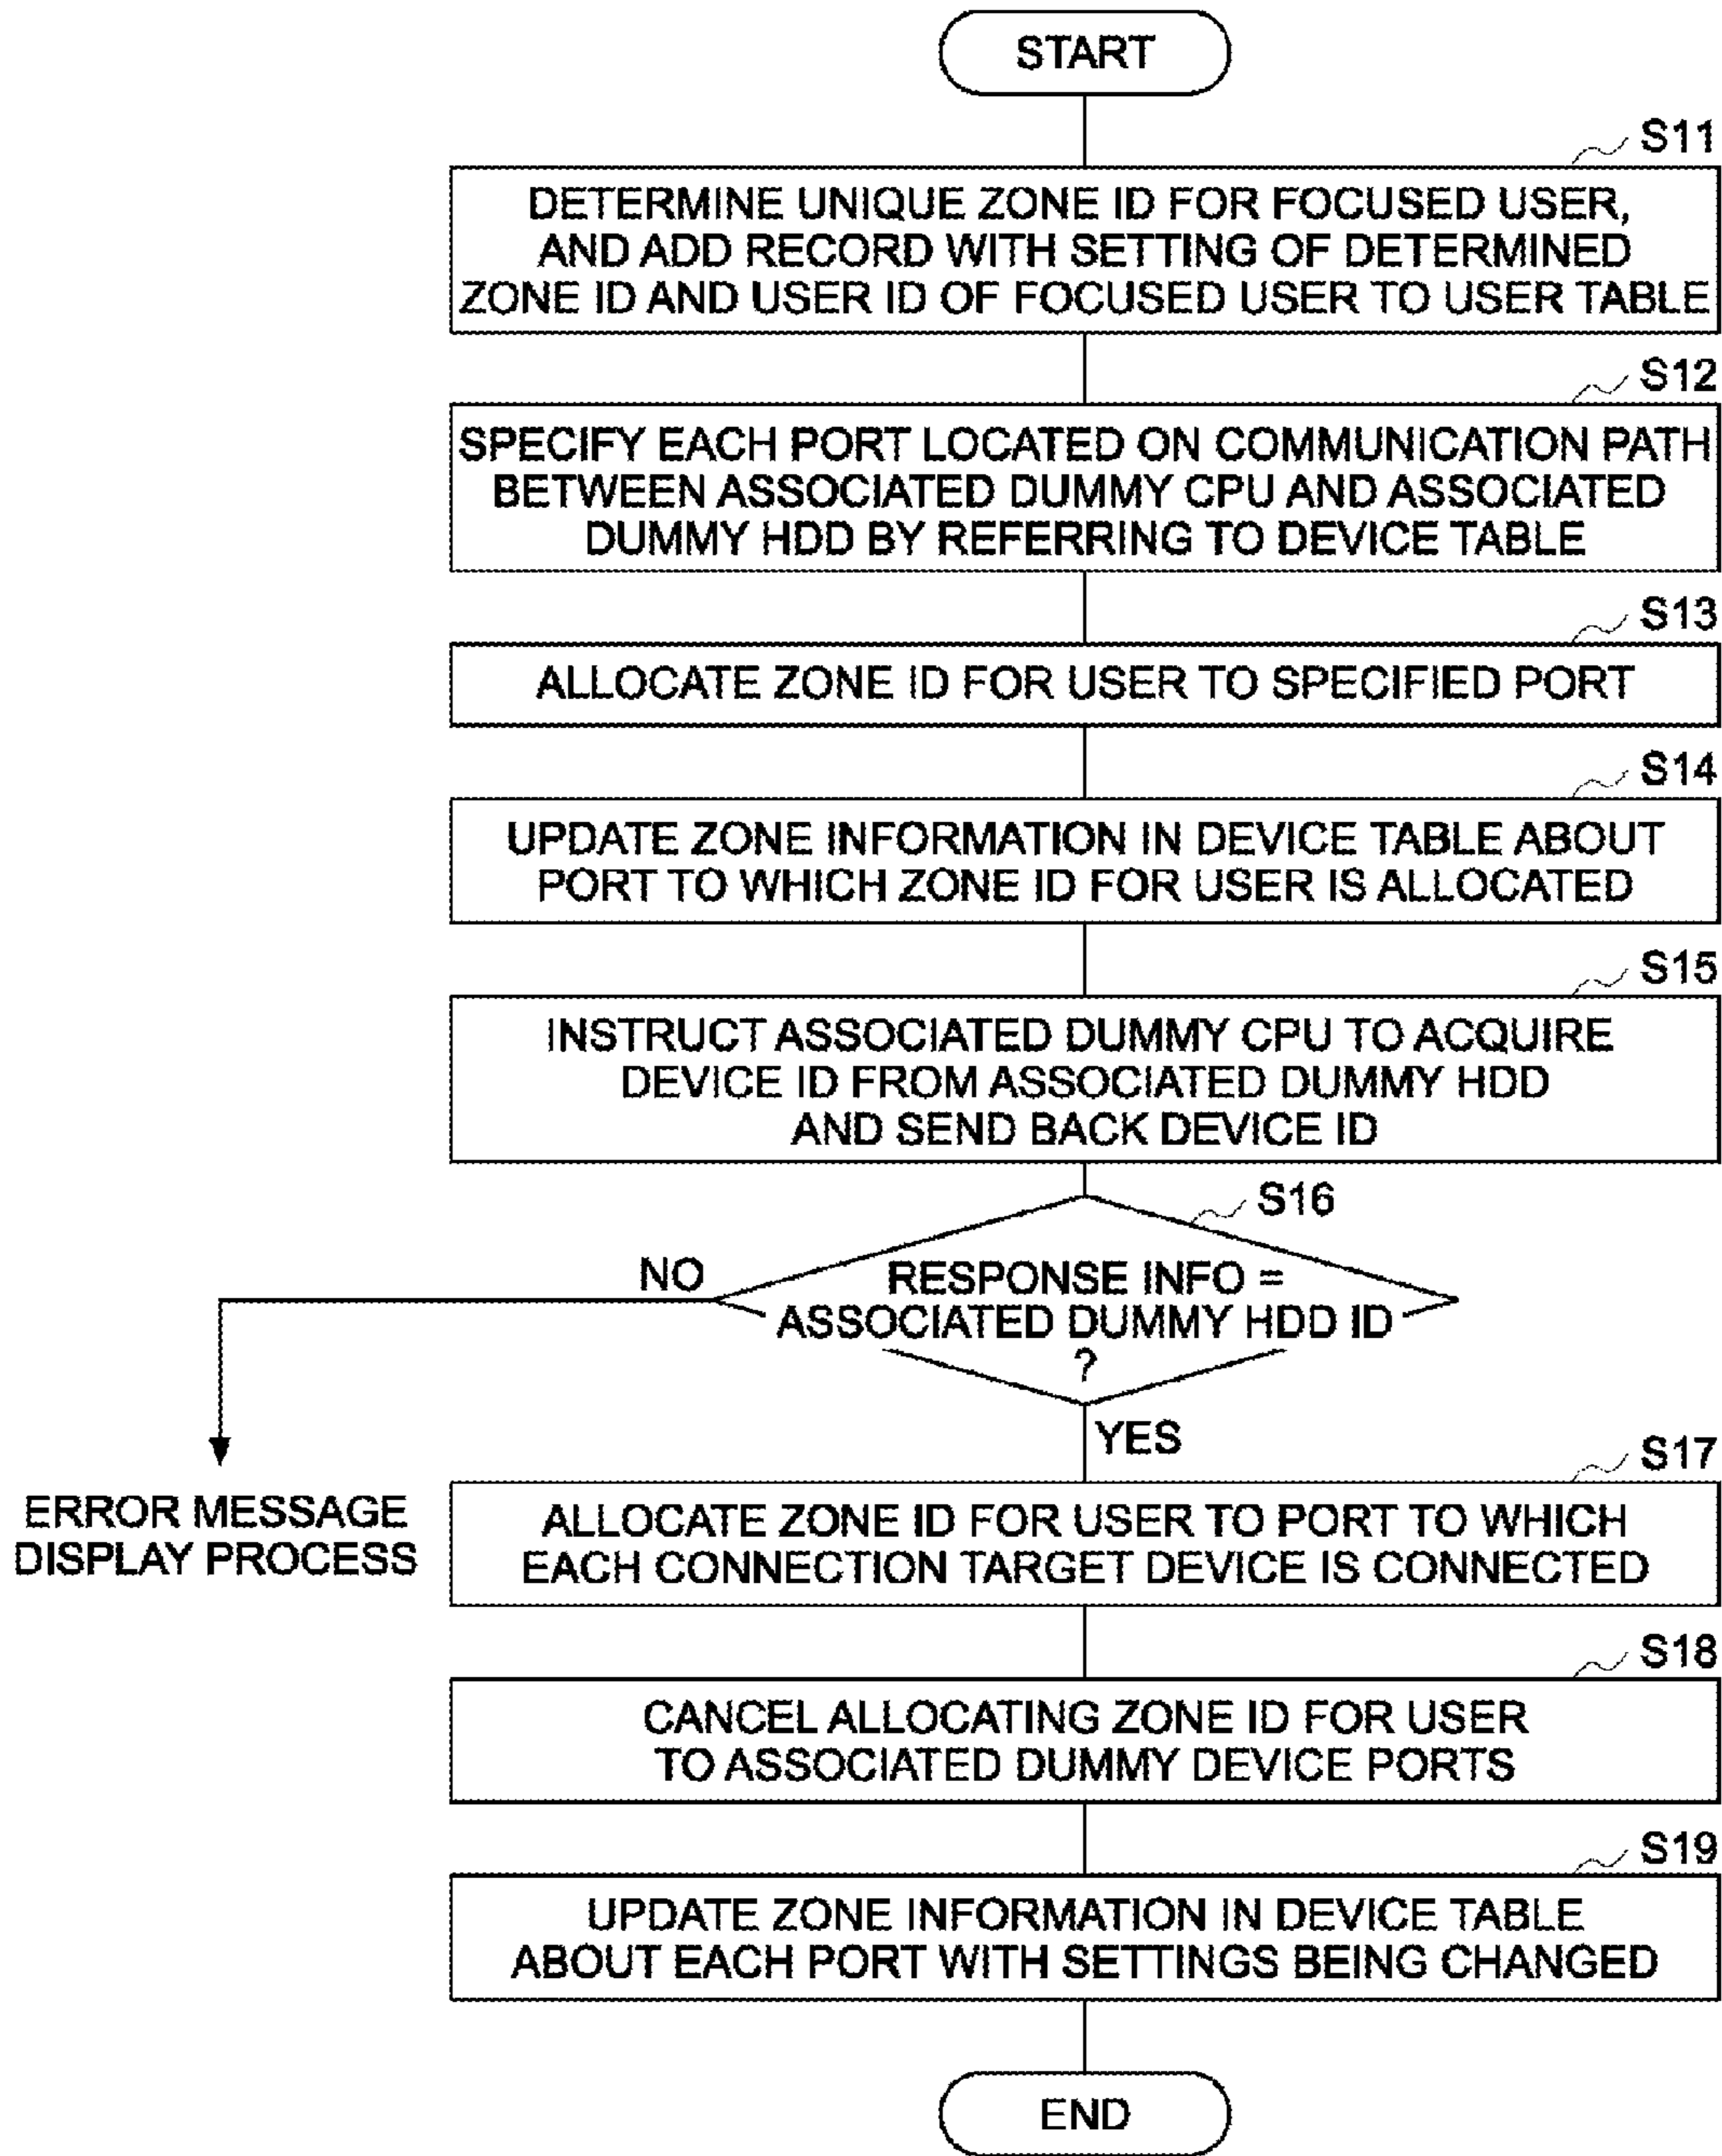 START
S11
DETERMINE UNIQUE ZONE ID FOR FOCUSED USER,
AND ADD RECORD WITH SETTING OF DETERMINED
ZONE ID AND USER ID OF FOCUSED USER TO USER TABLE
S12
SPECIFY EACH PORT LOCATED ON COMMUNICATION PATH
BETWEEN ASSOCIATED DUMMY CPU AND ASSOCIATED
DUMMY HDD BY REFERRING TO DEVICE TABLE
S13
ALLOCATE ZONE ID FOR USER TO SPECIFIED PORT
S14
UPDATE ZONE INFORMATION IN DEVICE TABLE ABOUT
PORT TO WHICH ZONE ID FOR USER IS ALLOCATED
S15
INSTRUCT ASSOCIATED DUMMY CPU TO ACQUIRE
DEVICE ID FROM ASSOCIATED DUMMY HDD
AND SEND BACK DEVICE ID
S16
RESPONSE INFO =
ASSOCIATED DUMMY HDD ID
?
NO
ERROR MESSAGE
DISPLAY PROCESS
YES
S17
ALLOCATE ZONE ID FOR USER TO PORT TO WHICH
EACH CONNECTION TARGET DEVICE IS CONNECTED
S18
CANCEL ALLOCATING ZONE ID FOR USER
TO ASSOCIATED DUMMY DEVICE PORTS
S19
UPDATE ZONE INFORMATION IN DEVICE TABLE
ABOUT EACH PORT WITH SETTINGS BEING CHANGED
END